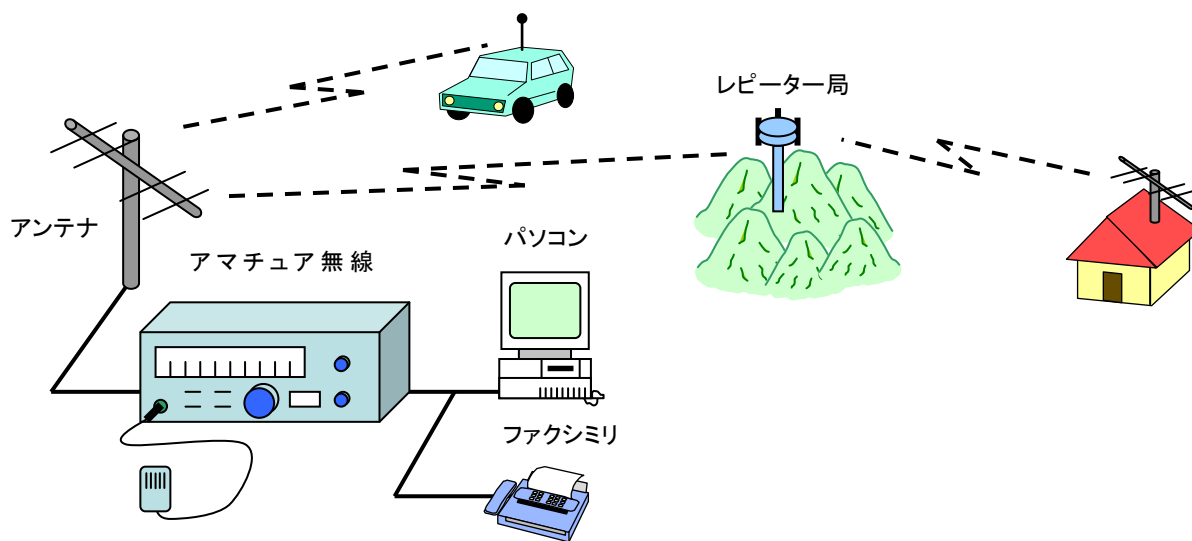 レピーター局
アンテナ
パソコン
アマチュア無線
ファクシミリ